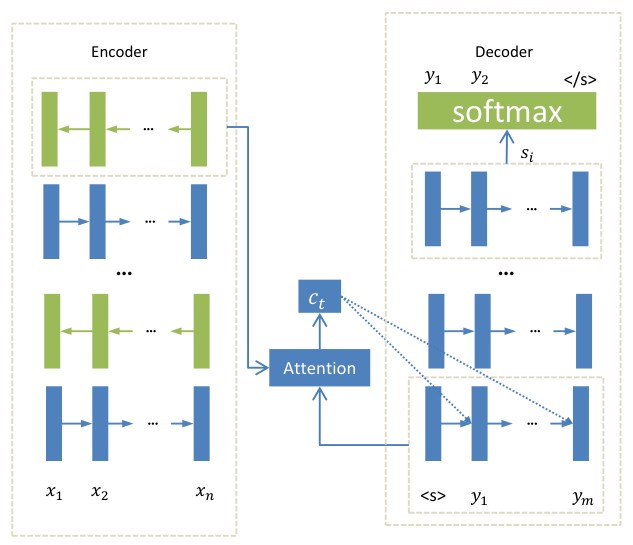 Encoder
...
...
...
...
...
x₁ x₂ xₙ
cₜ
Attention
Decoder
y₁ y₂ </s>
softmax
sᵢ
...
...
...
...
<s> y₁ yₘ